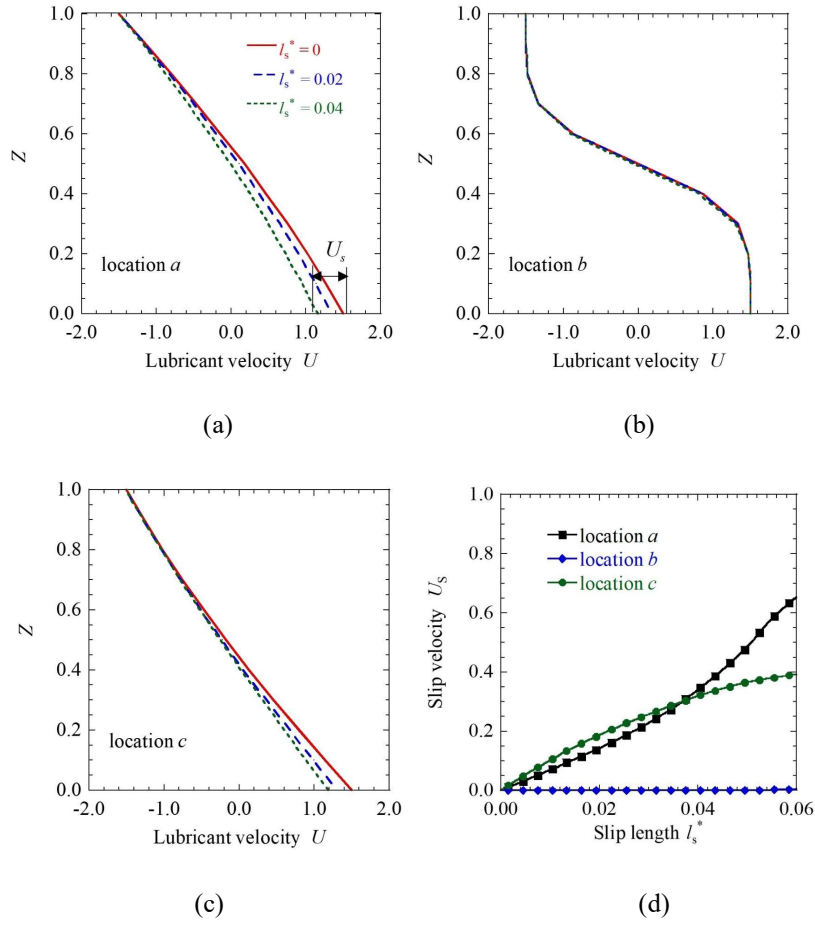 1.0
0.8
0.6
0.4
0.2
0.0
Z
l_s^* = 0
l_s^* = 0.02
l_s^* = 0.04
U_s
location a
-2.0 -1.0 0.0 1.0 2.0
Lubricant velocity U
(a)
1.0
0.8
0.6
0.4
0.2
0.0
Z
location b
-2.0 -1.0 0.0 1.0 2.0
Lubricant velocity U
(b)
1.0
0.8
0.6
0.4
0.2
0.0
Z
location c
-2.0 -1.0 0.0 1.0 2.0
Lubricant velocity U
(c)
1.0
0.8
0.6
0.4
0.2
0.0
Slip velocity U_S
location a
location b
location c
0.00 0.02 0.04 0.06
Slip length l_s^*
(d)